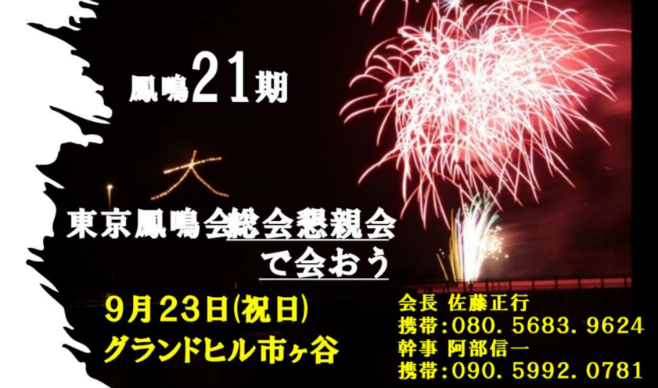 鳳鳴21期
大
東京鳳鳴会総会懇親会
で会おう
9月23日(祝日)
グランドヒル市ヶ谷
会長 佐藤正行
携帯:080. 5683. 9624
幹事 阿部信一
携帯:090. 5992. 0781